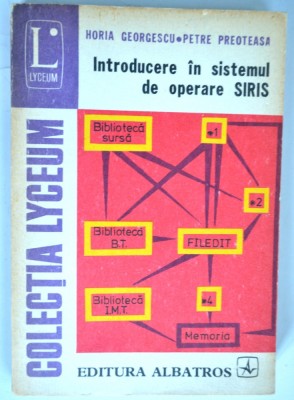 L
LYCEUM
HORIA GEORGESCU • PETRE PREOTEASA
Introducere în sistemul
de operare SIRIS
COLECȚIA LYCEUM
Bibliotecă
sursă
*1
*2
Bibliotecă
B.T.
FILEDIT
Bibliotecă
I.M.T.
*4
Memoria
EDITURA ALBATROS